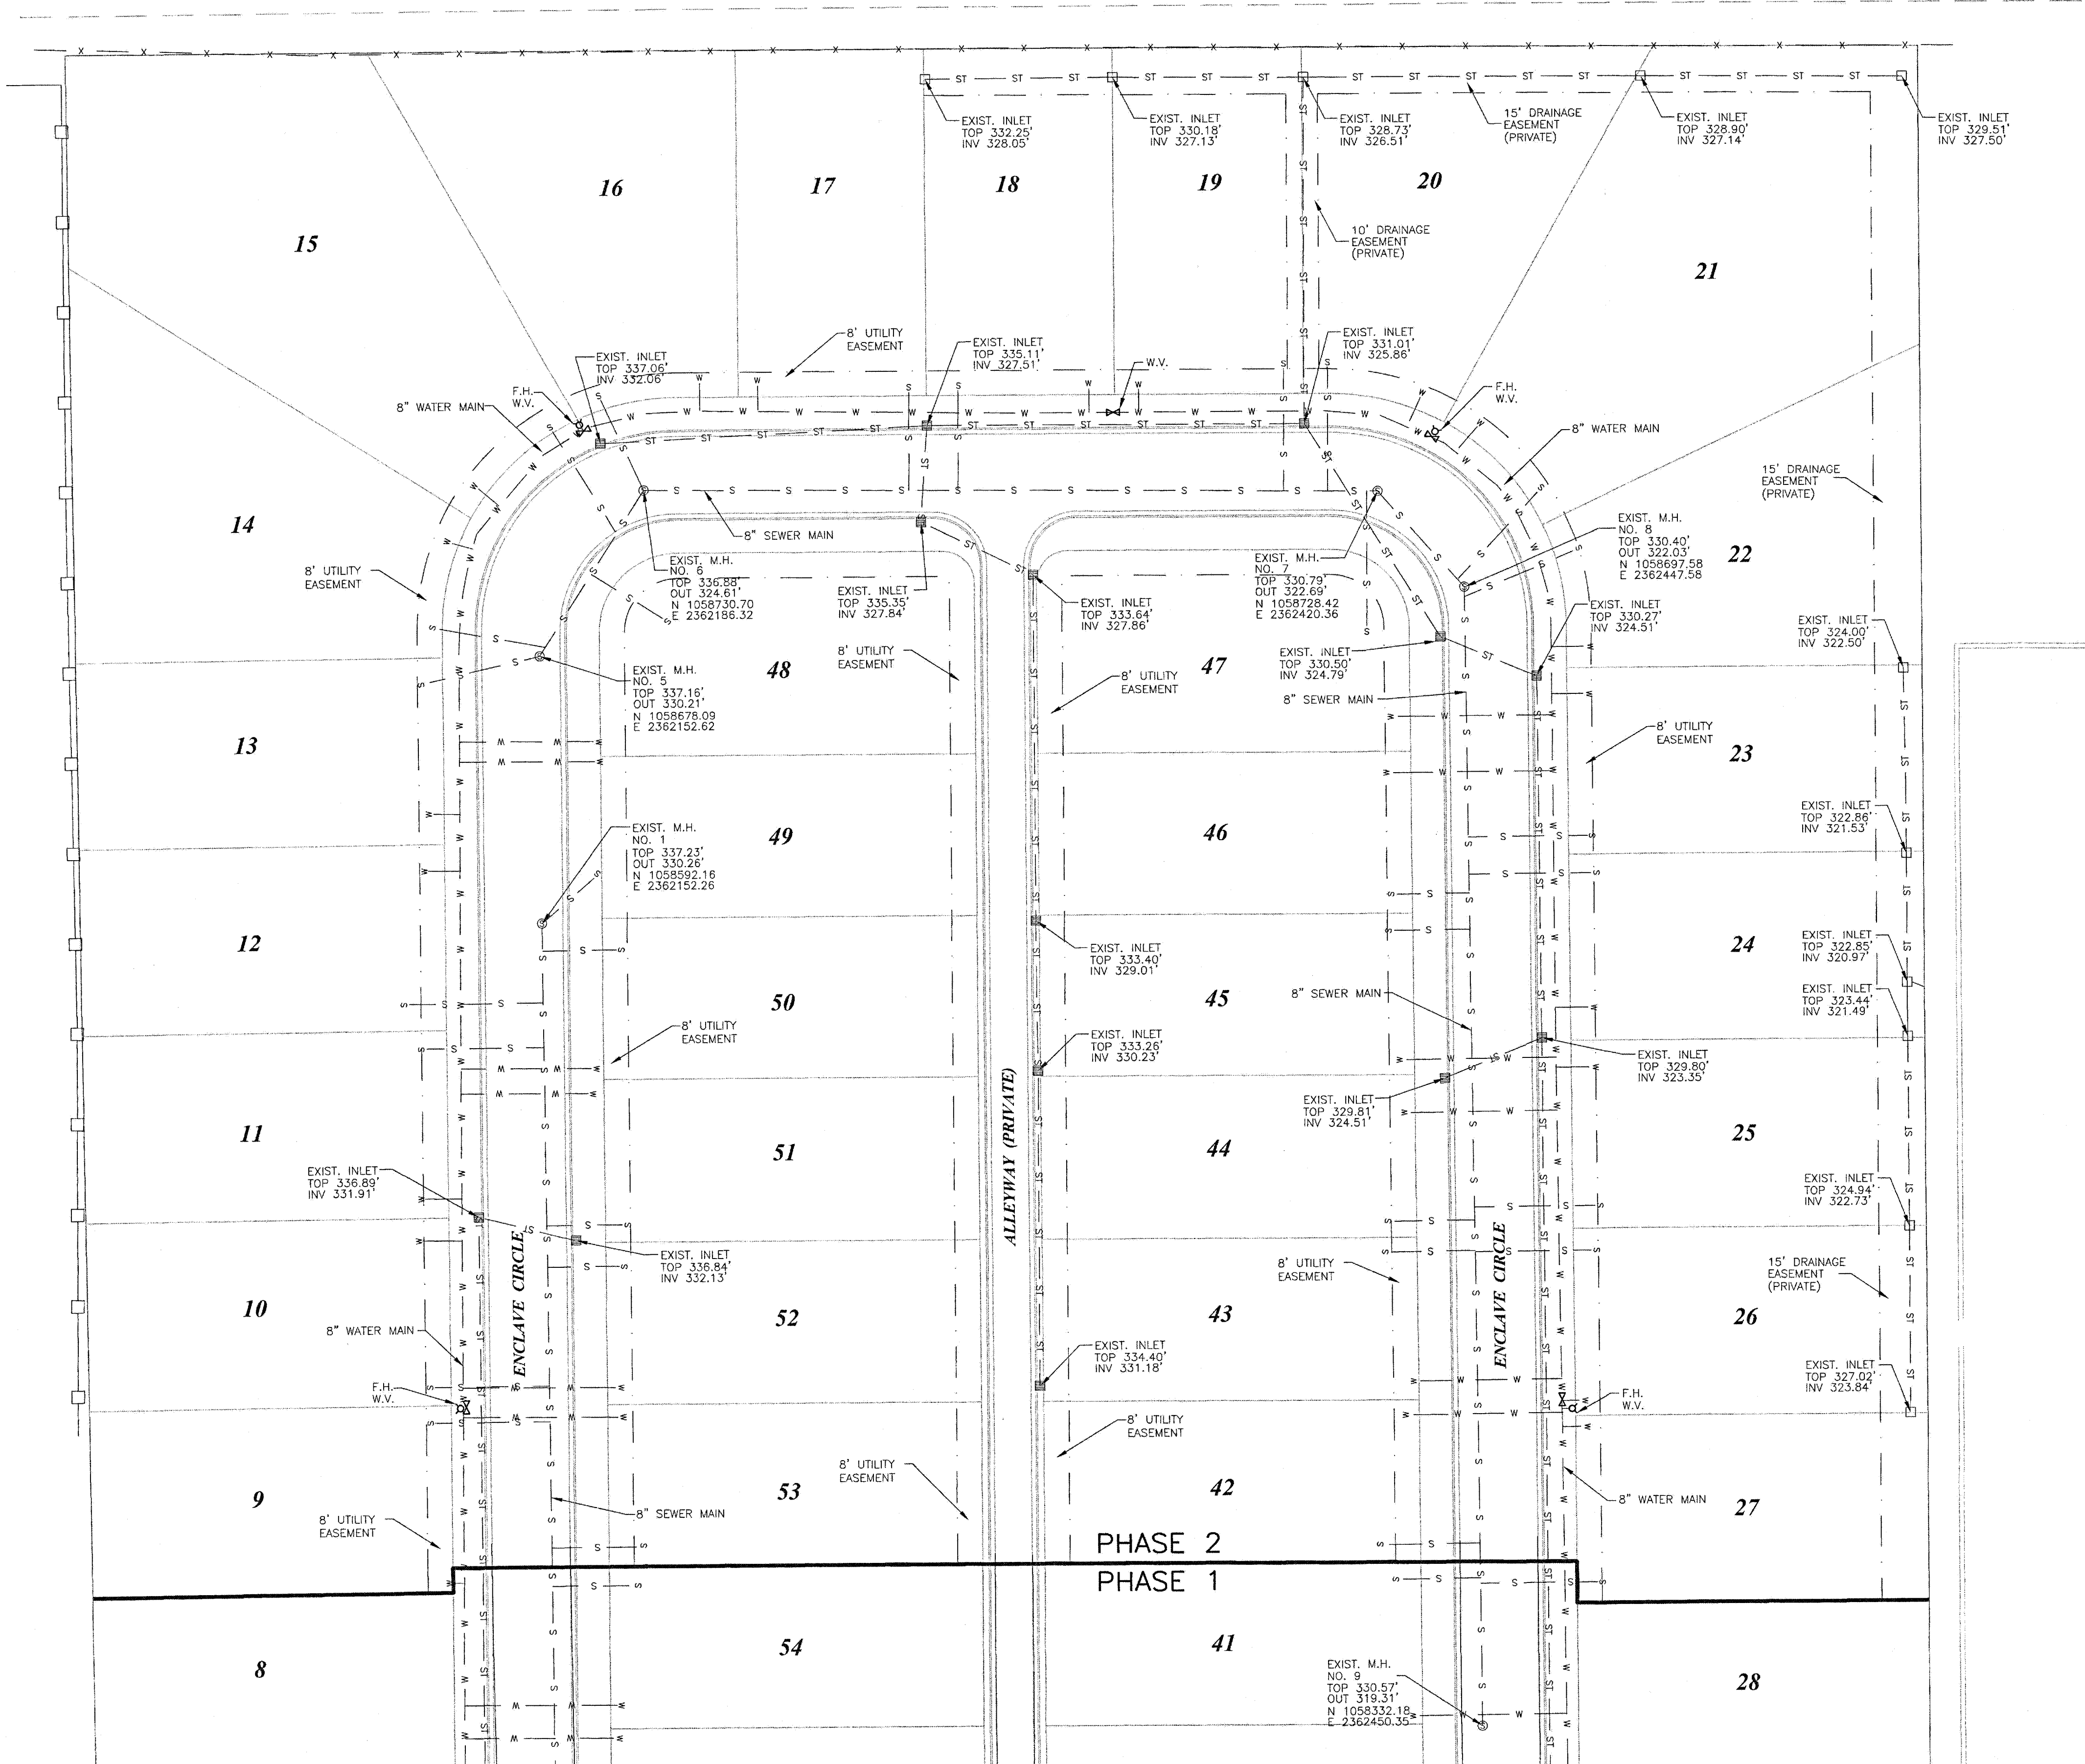 EXIST. INLET
TOP 332.25'
INV 328.05'
EXIST. INLET
TOP 330.18'
INV 327.13'
EXIST. INLET
TOP 328.73'
INV 326.51'
15' DRAINAGE
EASEMENT
(PRIVATE)
EXIST. INLET
TOP 328.90'
INV 327.14'
EXIST. INLET
TOP 329.51'
INV 327.50'
15
16
17
18
19
20
21
10' DRAINAGE
EASEMENT
(PRIVATE)
8' UTILITY
EASEMENT
EXIST. INLET
TOP 337.06'
INV 332.06'
EXIST. INLET
TOP 335.11'
INV 327.51'
W.V.
EXIST. INLET
TOP 331.01'
INV 325.86'
F.H.
W.V.
F.H.
W.V.
8" WATER MAIN
8" WATER MAIN
15' DRAINAGE
EASEMENT
(PRIVATE)
14
8" SEWER MAIN
8' UTILITY
EASEMENT
EXIST. M.H.
NO. 6
TOP 336.88'
OUT 324.61'
N 1058730.70
E 2362186.32
EXIST. INLET
TOP 335.35'
INV 327.84'
EXIST. INLET
TOP 333.64'
INV 327.86'
EXIST. M.H.
NO. 7
TOP 330.79'
OUT 322.69'
N 1058728.42
E 2362420.36
EXIST. M.H.
NO. 8
TOP 330.40'
OUT 322.03'
N 1058697.58
E 2362447.58
22
EXIST. INLET
TOP 330.27'
INV 324.51'
EXIST. INLET
TOP 324.00'
INV 322.50'
EXIST. M.H.
NO. 5
TOP 337.16'
OUT 330.21'
N 1058678.09
E 2362152.62
48
8' UTILITY
EASEMENT
8' UTILITY
EASEMENT
47
EXIST. INLET
TOP 330.50'
INV 324.79'
8" SEWER MAIN
8' UTILITY
EASEMENT
13
23
EXIST. M.H.
NO. 1
TOP 337.23'
OUT 330.26'
N 1058592.16
E 2362152.26
49
46
EXIST. INLET
TOP 322.86'
INV 321.53'
12
50
EXIST. INLET
TOP 333.40'
INV 329.01'
45
8" SEWER MAIN
24
EXIST. INLET
TOP 322.85'
INV 320.97'
EXIST. INLET
TOP 323.44'
INV 321.49'
8' UTILITY
EASEMENT
EXIST. INLET
TOP 333.26'
INV 330.23'
EXIST. INLET
TOP 329.80'
INV 323.35'
EXIST. INLET
TOP 329.81'
INV 324.51'
11
51
ALLEYWAY (PRIVATE)
44
25
EXIST. INLET
TOP 336.89'
INV 331.91'
EXIST. INLET
TOP 324.94'
INV 322.73'
EXIST. INLET
TOP 336.84'
INV 332.13'
8' UTILITY
EASEMENT
15' DRAINAGE
EASEMENT
(PRIVATE)
10
ENCLAVE CIRCLE
52
43
ENCLAVE CIRCLE
26
8" WATER MAIN
EXIST. INLET
TOP 334.40'
INV 331.18'
EXIST. INLET
TOP 327.02'
INV 323.84'
F.H.
W.V.
F.H.
W.V.
8' UTILITY
EASEMENT
8' UTILITY
EASEMENT
9
53
42
8" WATER MAIN
27
8' UTILITY
EASEMENT
8" SEWER MAIN
PHASE 2
PHASE 1
8
54
41
EXIST. M.H.
NO. 9
TOP 330.57'
OUT 319.31'
N 1058332.18
E 2362450.35
28